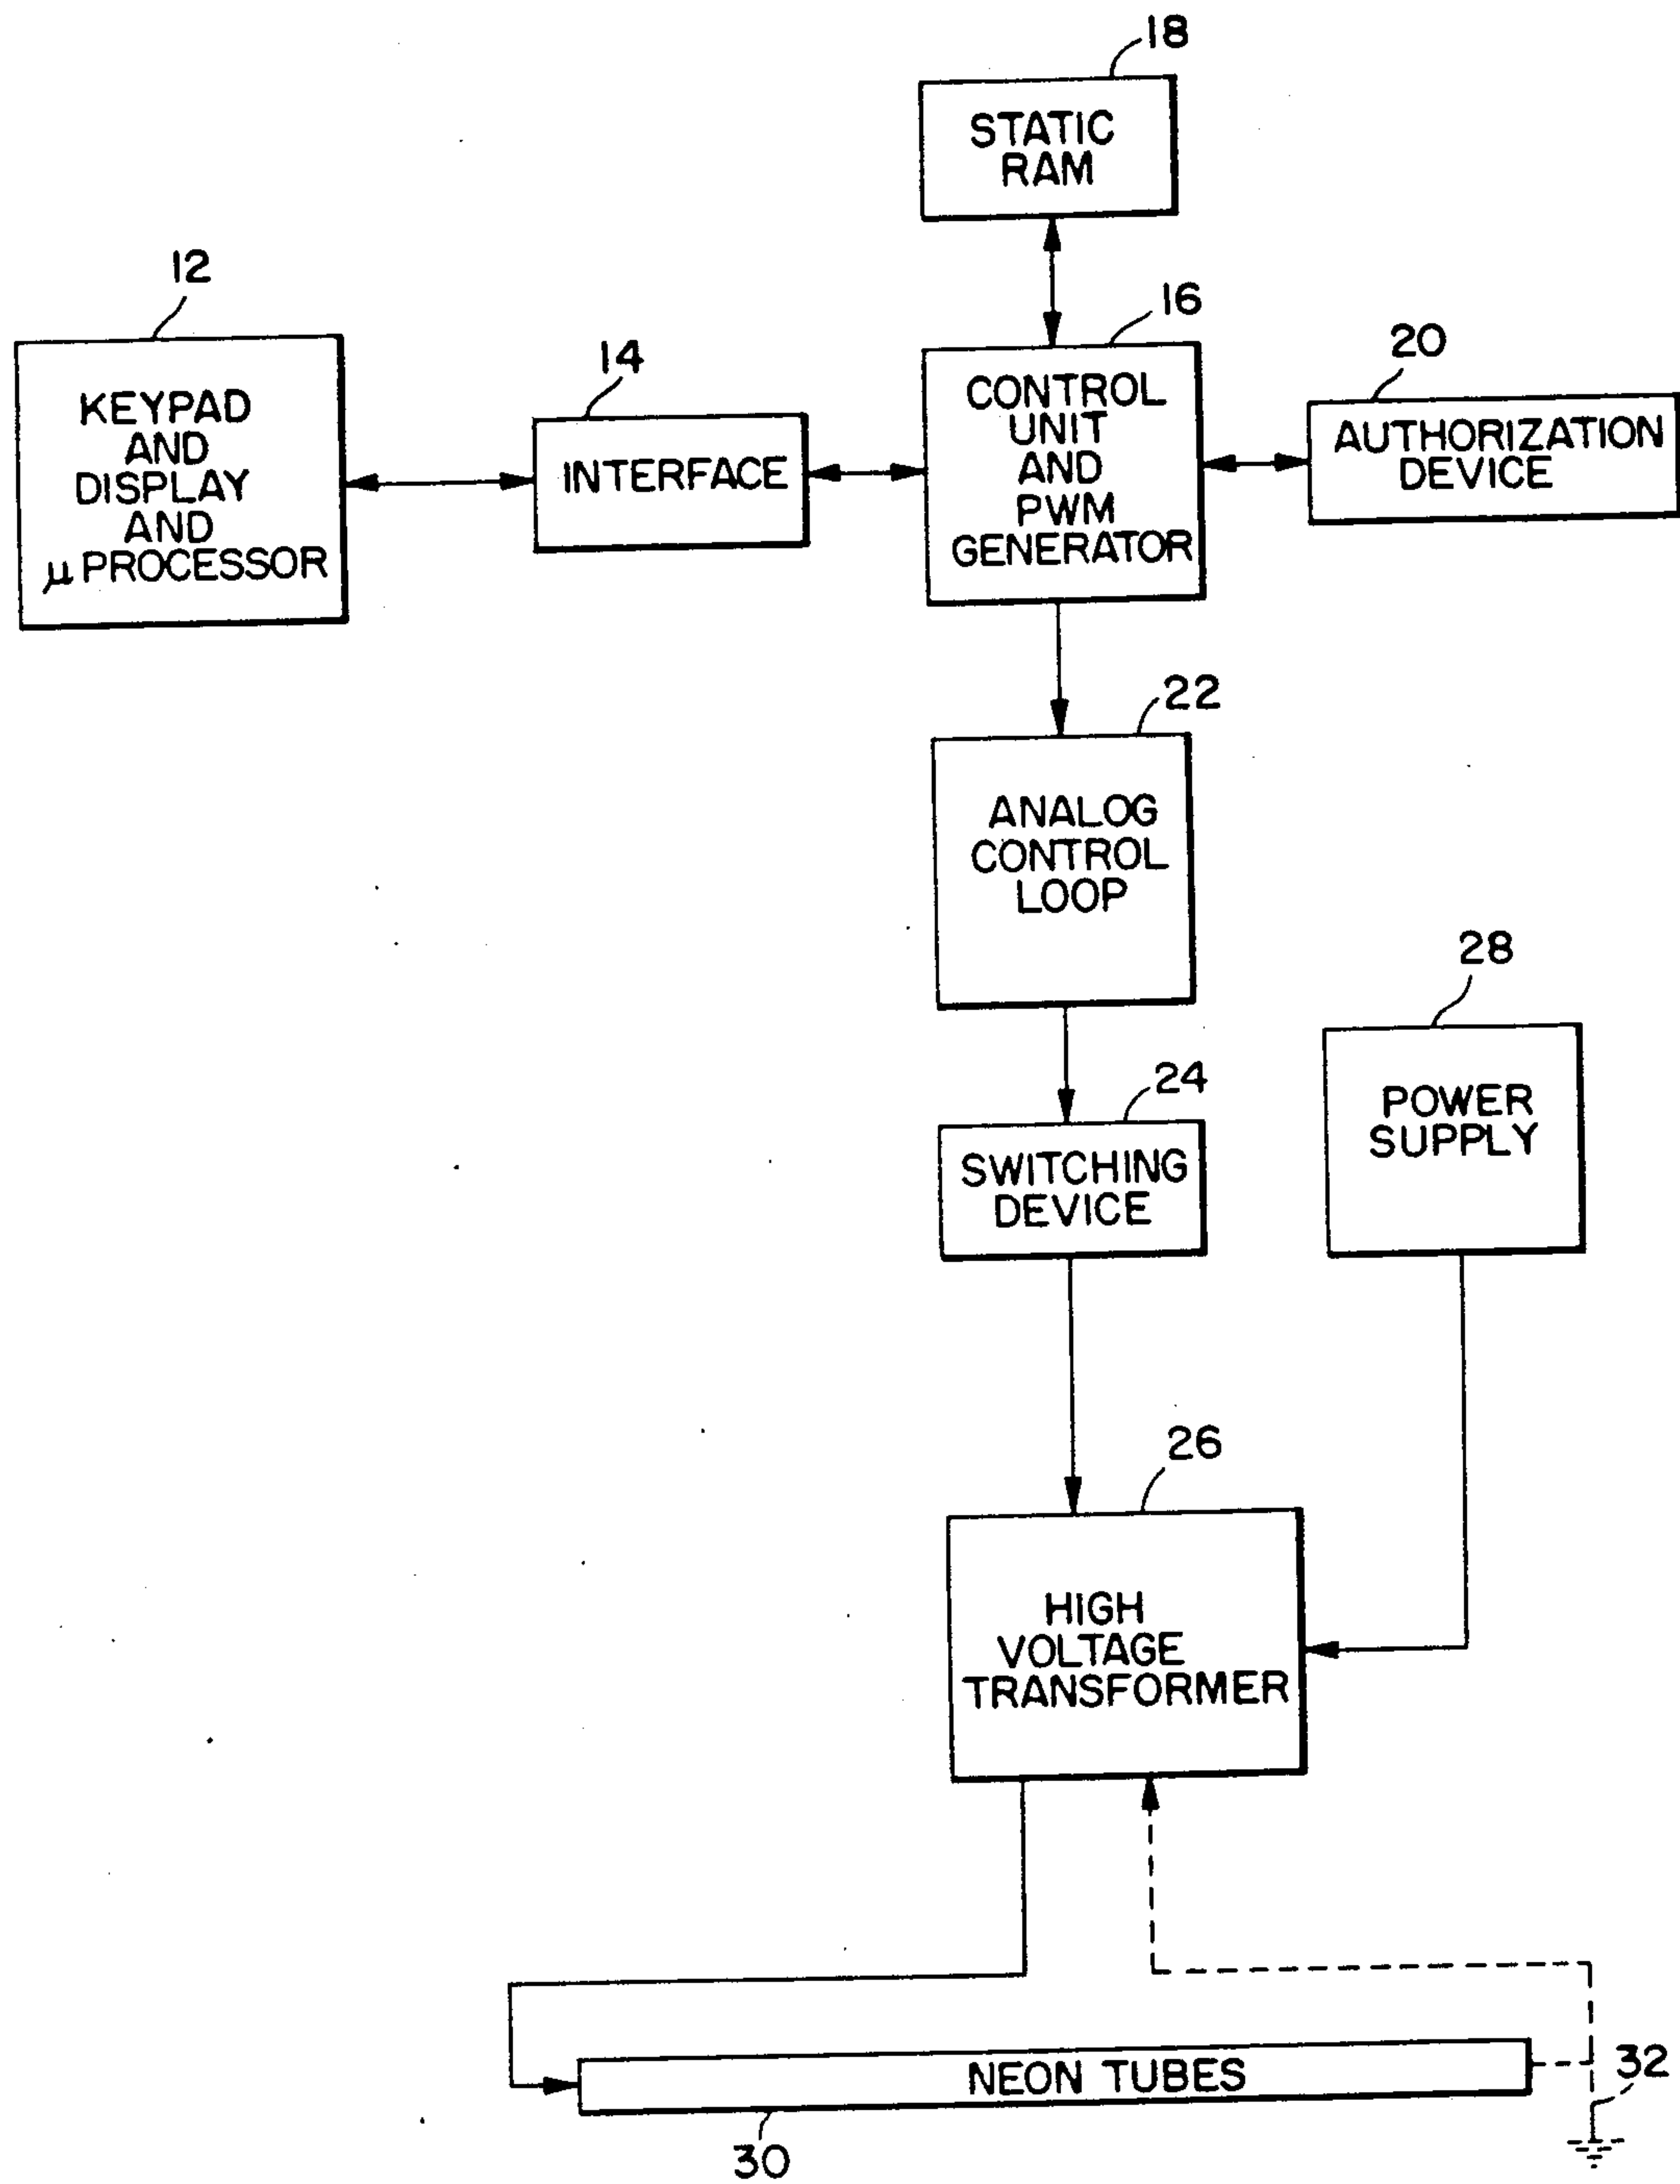 18
STATIC
RAM
12
KEYPAD
AND
DISPLAY
AND
μ PROCESSOR
14
INTERFACE
16
CONTROL
UNIT
AND
PWM
GENERATOR
20
AUTHORIZATION
DEVICE
22
ANALOG
CONTROL
LOOP
24
SWITCHING
DEVICE
28
POWER
SUPPLY
26
HIGH
VOLTAGE
TRANSFORMER
NEON TUBES
30
32